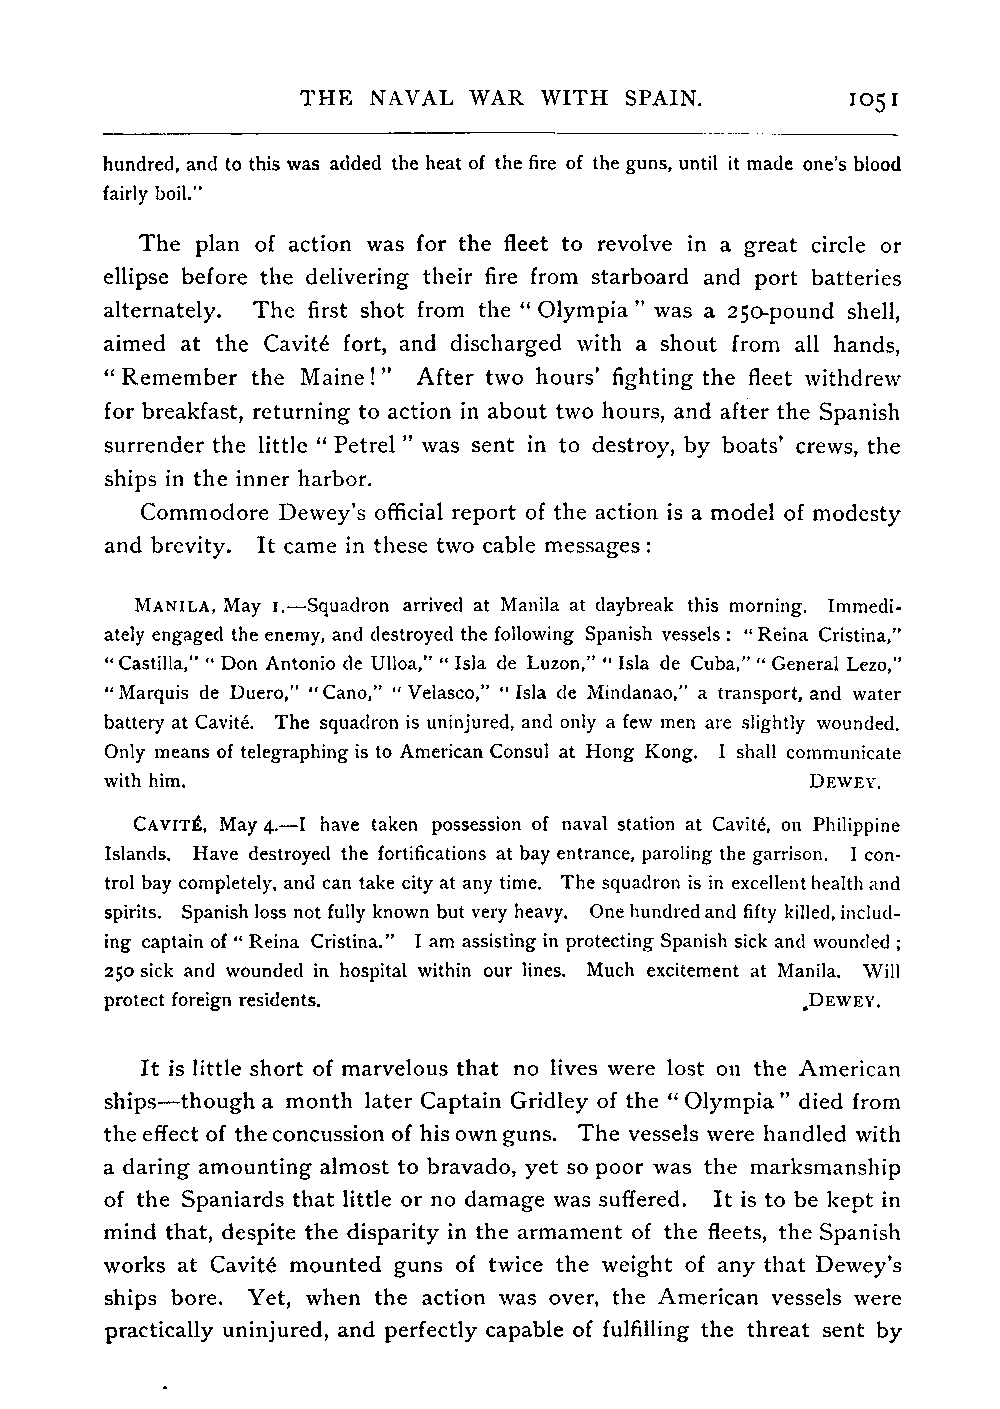 THE NAVAL WAR WITH SPAIN. 1051
hundred, and to this was added the heat of the fire of the guns, until it made one's blood
fairly boil."
The plan of action was for the fleet to revolve in a great circle or
ellipse before the delivering their fire from starboard and port batteries
alternately. The first shot from the "Olympia" was a 250-pound shell,
aimed at the Cavité fort, and discharged with a shout from all hands,
"Remember the Maine!" After two hours' fighting the fleet withdrew
for breakfast, returning to action in about two hours, and after the Spanish
surrender the little "Petrel" was sent in to destroy, by boats' crews, the
ships in the inner harbor.
Commodore Dewey's official report of the action is a model of modesty
and brevity. It came in these two cable messages:
MANILA, May 1.—Squadron arrived at Manila at daybreak this morning. Immedi-
ately engaged the enemy, and destroyed the following Spanish vessels: "Reina Cristina,"
"Castilla," "Don Antonio de Ulloa," "Isla de Luzon," "Isla de Cuba," "General Lezo,"
"Marquis de Duero," "Cano," "Velasco," "Isla de Mindanao," a transport, and water
battery at Cavité. The squadron is uninjured, and only a few men are slightly wounded.
Only means of telegraphing is to American Consul at Hong Kong. I shall communicate
with him. DEWEY.
CAVITÉ, May 4.—I have taken possession of naval station at Cavité, on Philippine
Islands. Have destroyed the fortifications at bay entrance, paroling the garrison. I con-
trol bay completely, and can take city at any time. The squadron is in excellent health and
spirits. Spanish loss not fully known but very heavy. One hundred and fifty killed, includ-
ing captain of "Reina Cristina." I am assisting in protecting Spanish sick and wounded;
250 sick and wounded in hospital within our lines. Much excitement at Manila. Will
protect foreign residents. DEWEY.
It is little short of marvelous that no lives were lost on the American
ships—though a month later Captain Gridley of the "Olympia" died from
the effect of the concussion of his own guns. The vessels were handled with
a daring amounting almost to bravado, yet so poor was the marksmanship
of the Spaniards that little or no damage was suffered. It is to be kept in
mind that, despite the disparity in the armament of the fleets, the Spanish
works at Cavité mounted guns of twice the weight of any that Dewey's
ships bore. Yet, when the action was over, the American vessels were
practically uninjured, and perfectly capable of fulfilling the threat sent by